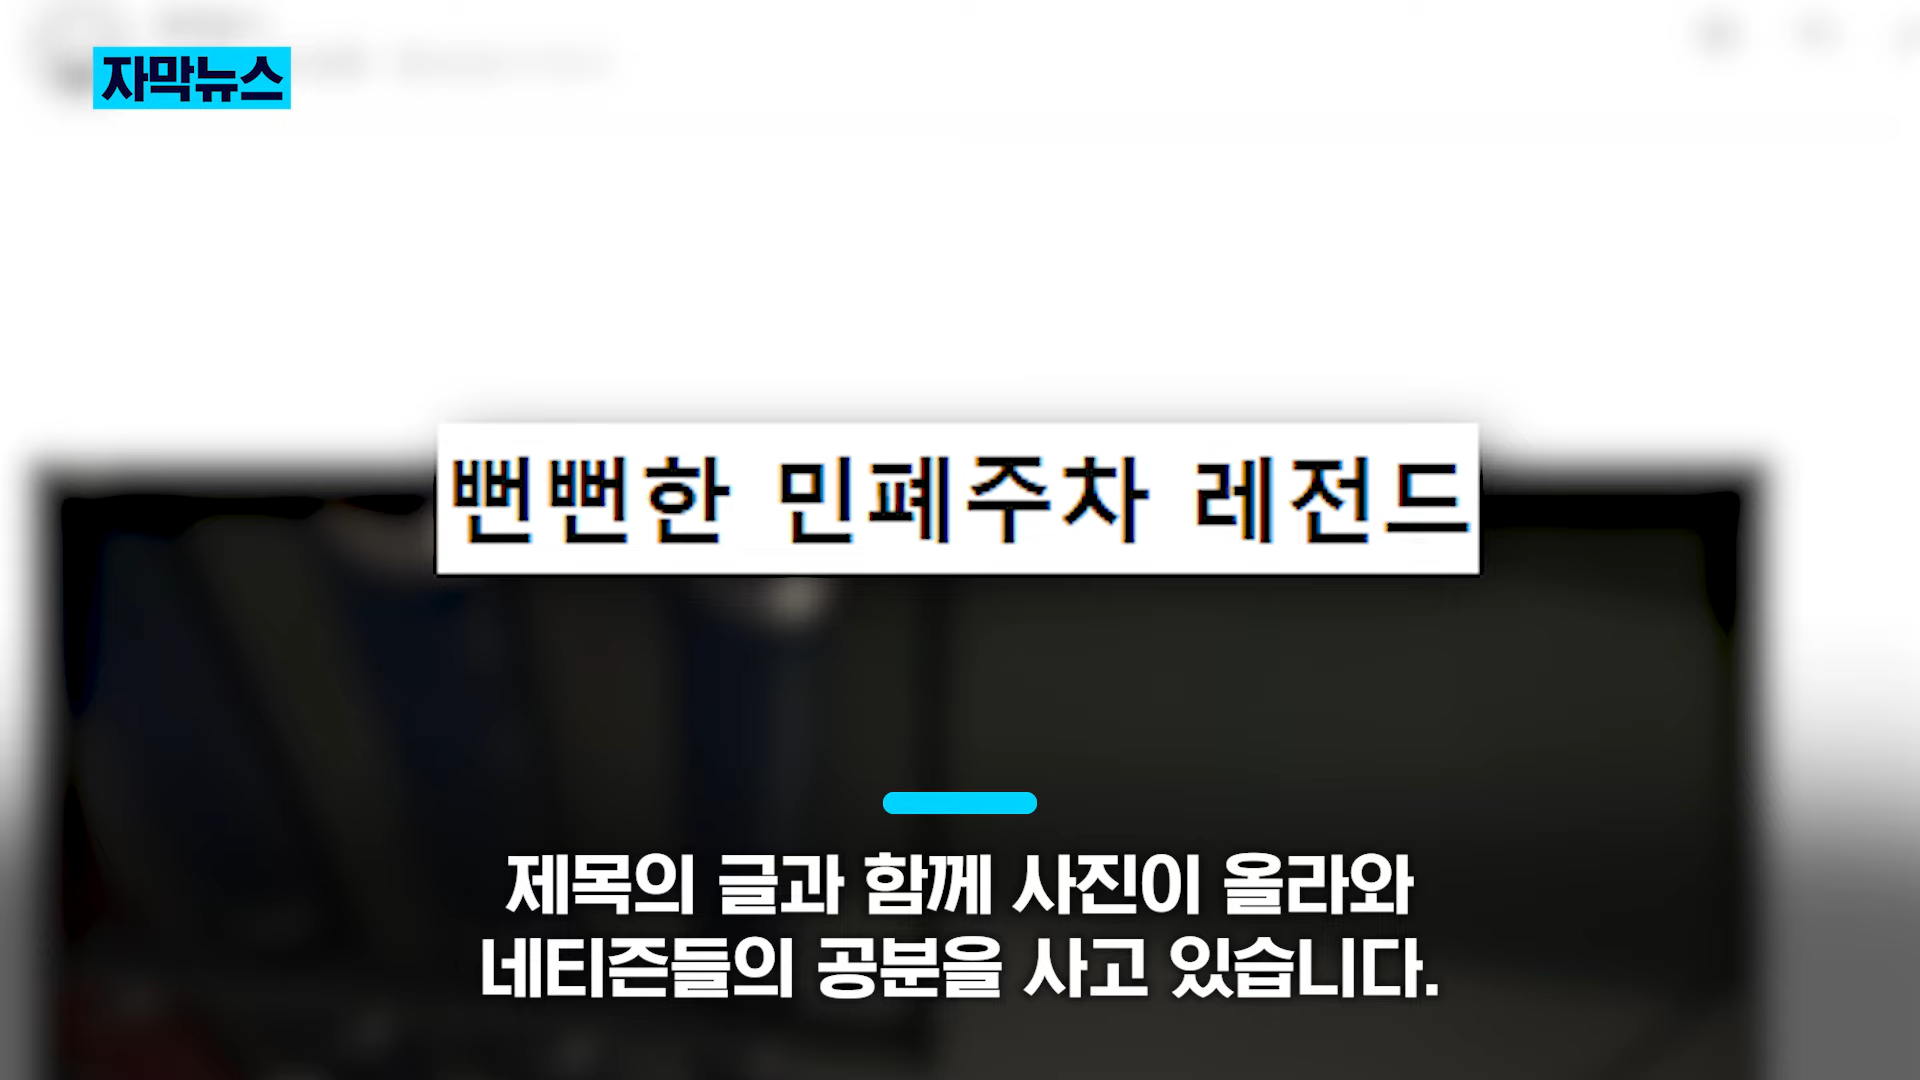 자막뉴스
뻔뻔한 민폐주차 레전드
제목의 글과 함께 사진이 올라와
네티즌들의 공분을 사고 있습니다.